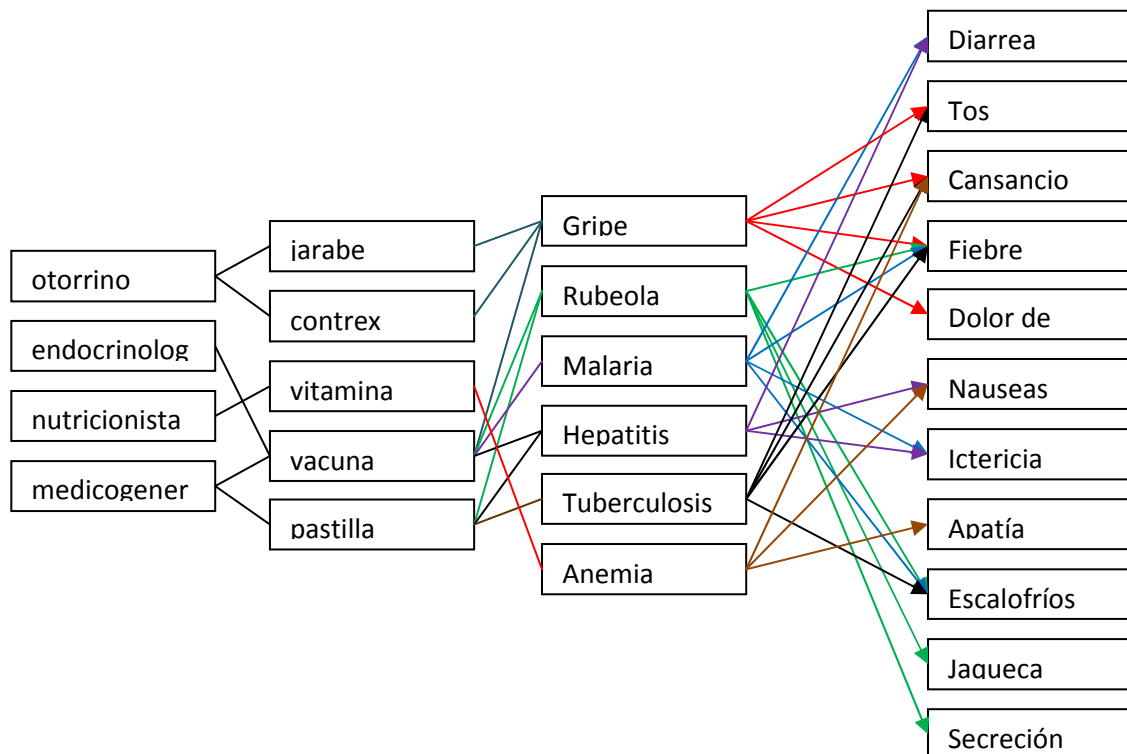 otorrino
endocrinolog
nutricionista
medicogener
jarabe
contrex
vitamina
vacuna
pastilla
Gripe
Rubeola
Malaria
Hepatitis
Tuberculosis
Anemia
Diarrea
Tos
Cansancio
Fiebre
Dolor de
Nauseas
Ictericia
Apatía
Escalofríos
Jaqueca
Secreción